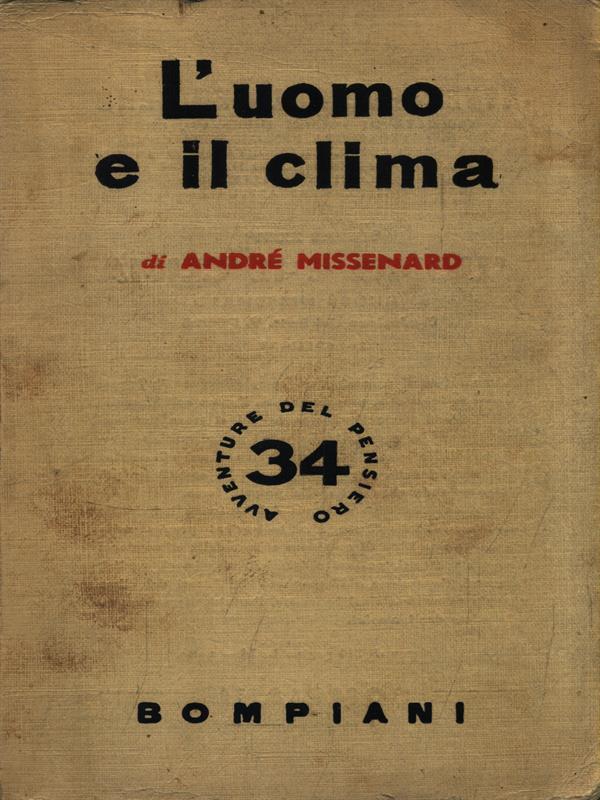 L'uomo
e il clima
di ANDRÉ MISSENARD
AVVENTURE DEL PENSIERO
34
BOMPIANI